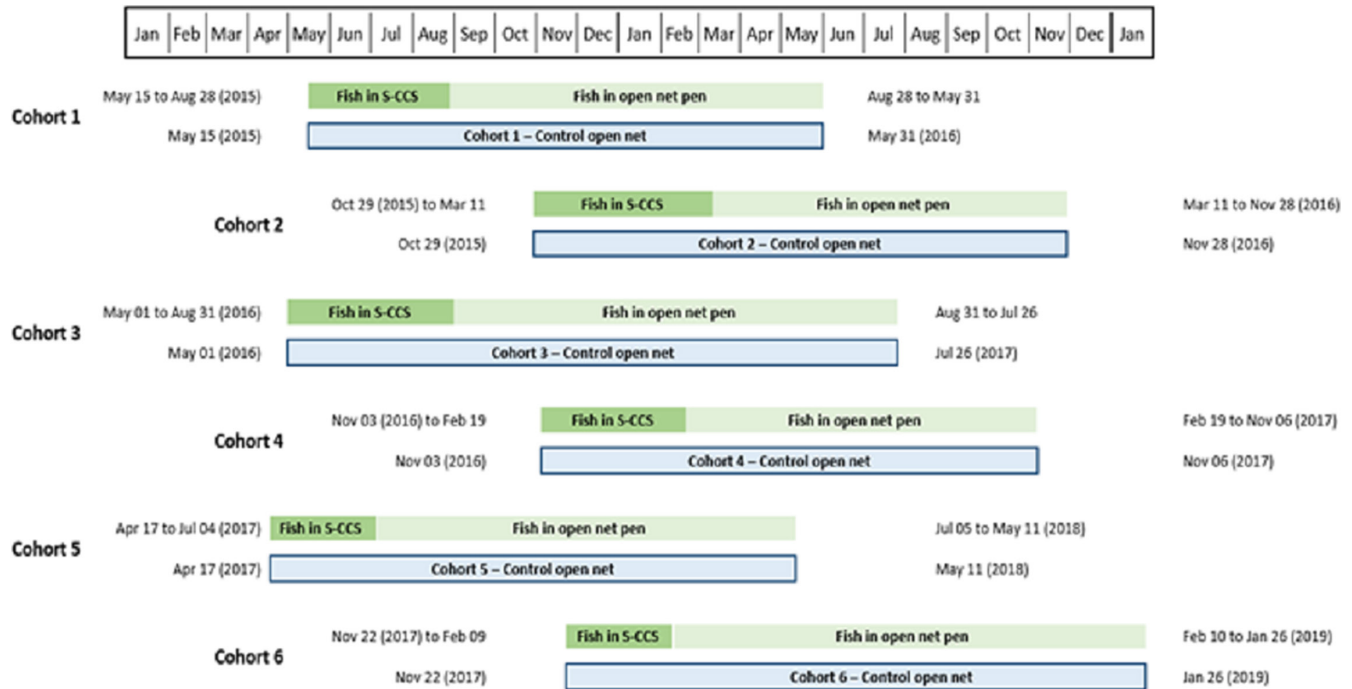 Jan Feb Mar Apr May Jun Jul Aug Sep Oct Nov Dec Jan Feb Mar Apr May Jun Jul Aug Sep Oct Nov Dec Jan
Cohort 1
May 15 to Aug 28 (2015) Fish in S-CCS Fish in open net pen Aug 28 to May 31
May 15 (2015) Cohort 1 – Control open net May 31 (2016)
Cohort 2
Oct 29 (2015) to Mar 11 Fish in S-CCS Fish in open net pen Mar 11 to Nov 28 (2016)
Oct 29 (2015) Cohort 2 – Control open net Nov 28 (2016)
Cohort 3
May 01 to Aug 31 (2016) Fish in S-CCS Fish in open net pen Aug 31 to Jul 26
May 01 (2016) Cohort 3 – Control open net Jul 26 (2017)
Cohort 4
Nov 03 (2016) to Feb 19 Fish in S-CCS Fish in open net pen Feb 19 to Nov 06 (2017)
Nov 03 (2016) Cohort 4 – Control open net Nov 06 (2017)
Cohort 5
Apr 17 to Jul 04 (2017) Fish in S-CCS Fish in open net pen Jul 05 to May 11 (2018)
Apr 17 (2017) Cohort 5 – Control open net May 11 (2018)
Cohort 6
Nov 22 (2017) to Feb 09 Fish in S-CCS Fish in open net pen Feb 10 to Jan 26 (2019)
Nov 22 (2017) Cohort 6 – Control open net Jan 26 (2019)